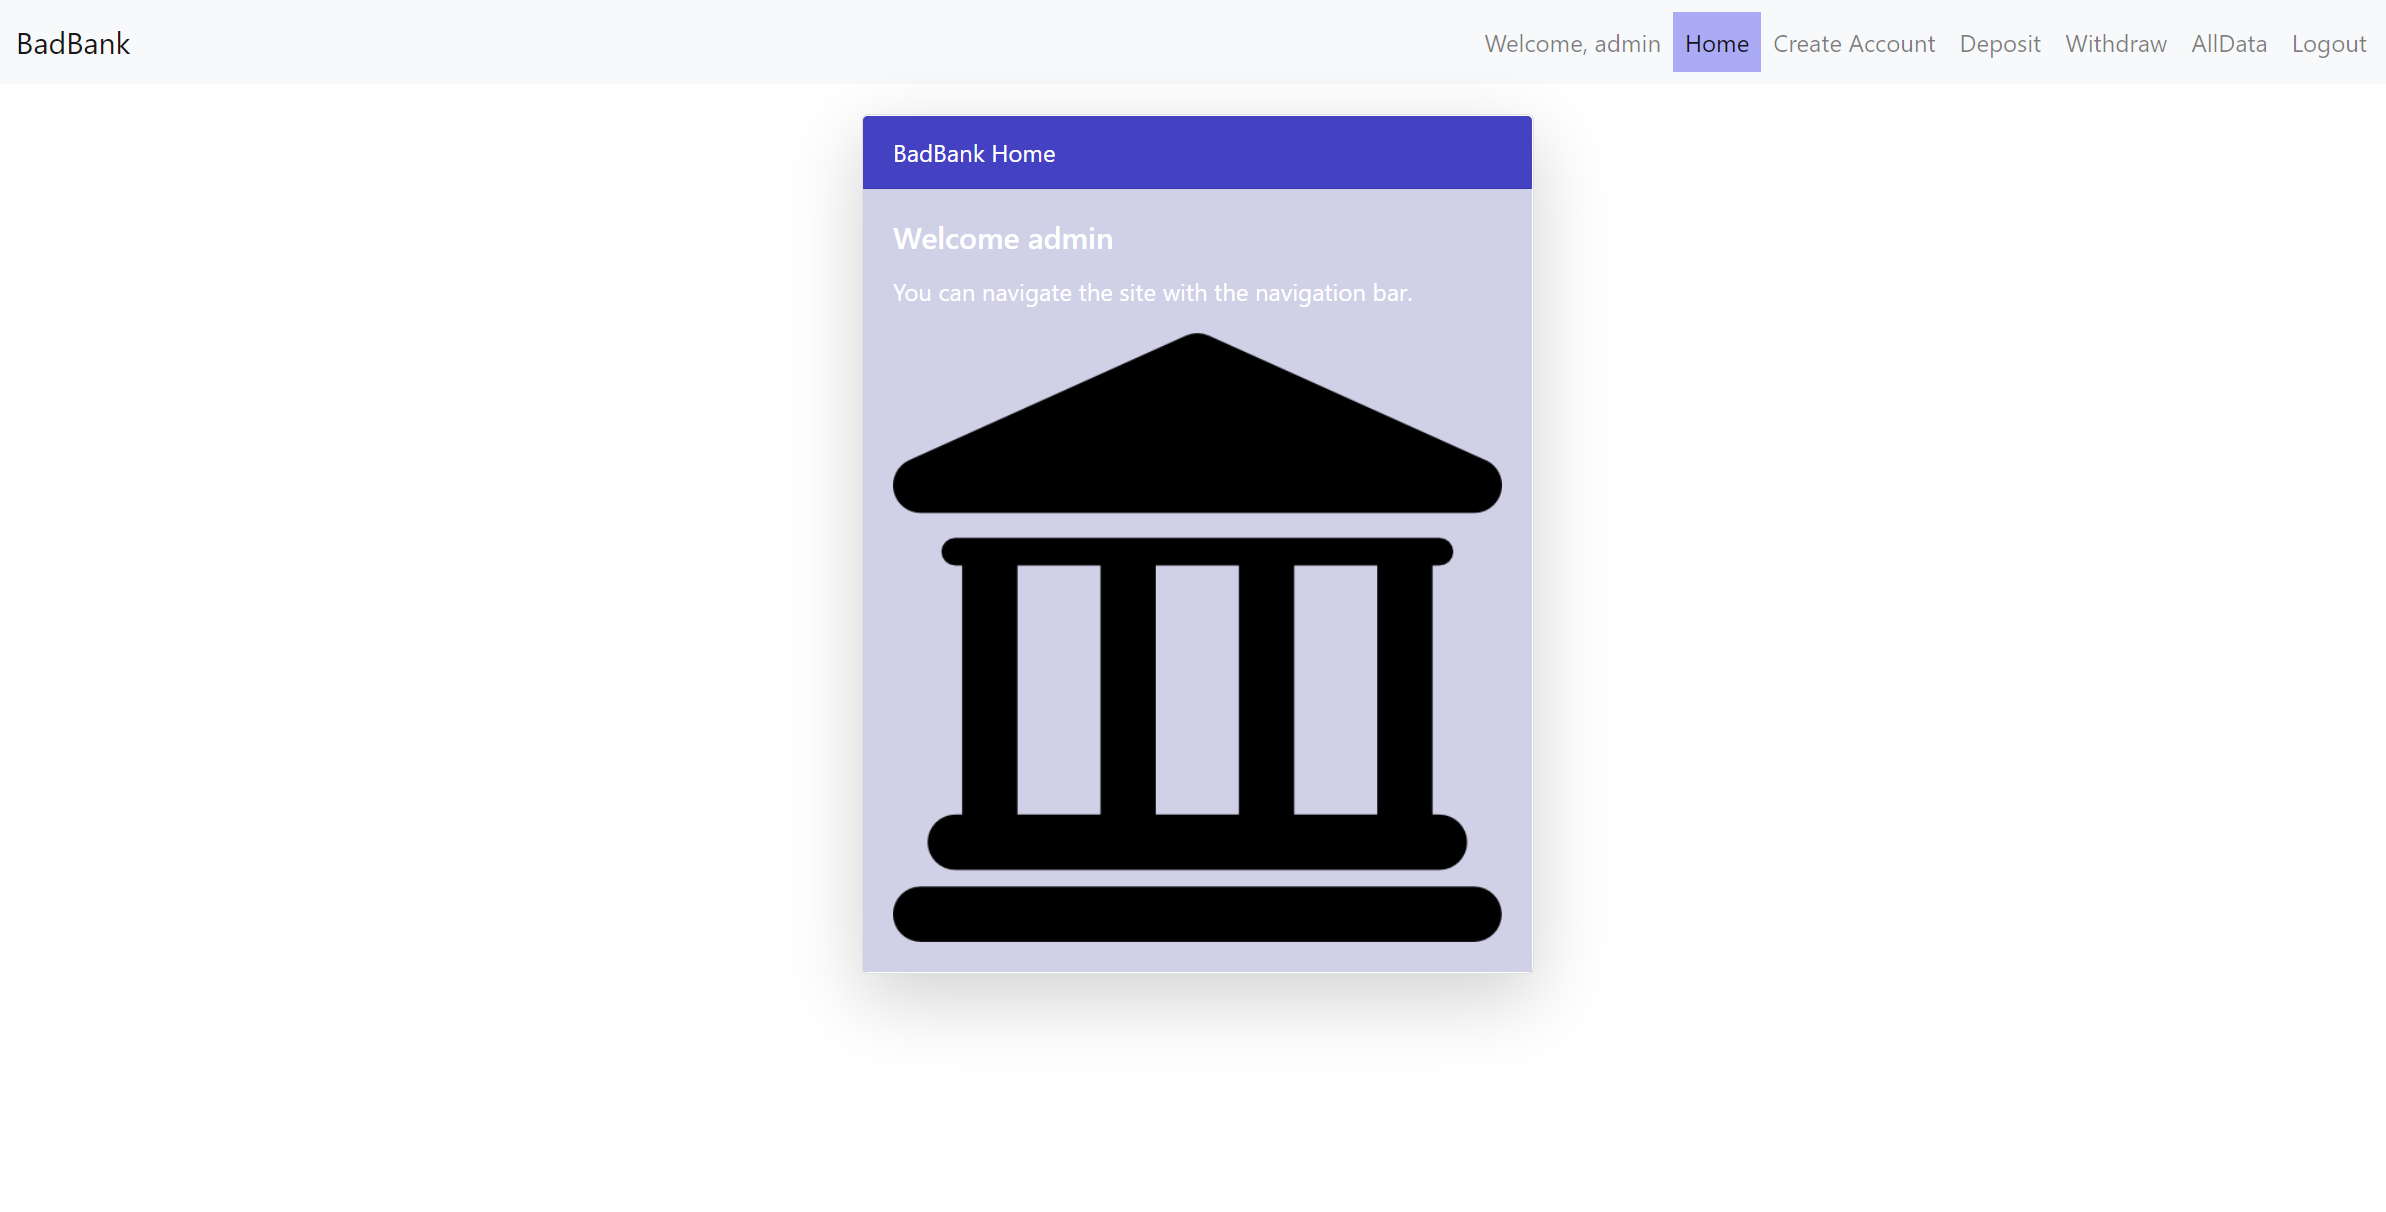 BadBank
Welcome, admin Home Create Account Deposit Withdraw AllData Logout
BadBank Home
Welcome admin
You can navigate the site with the navigation bar.